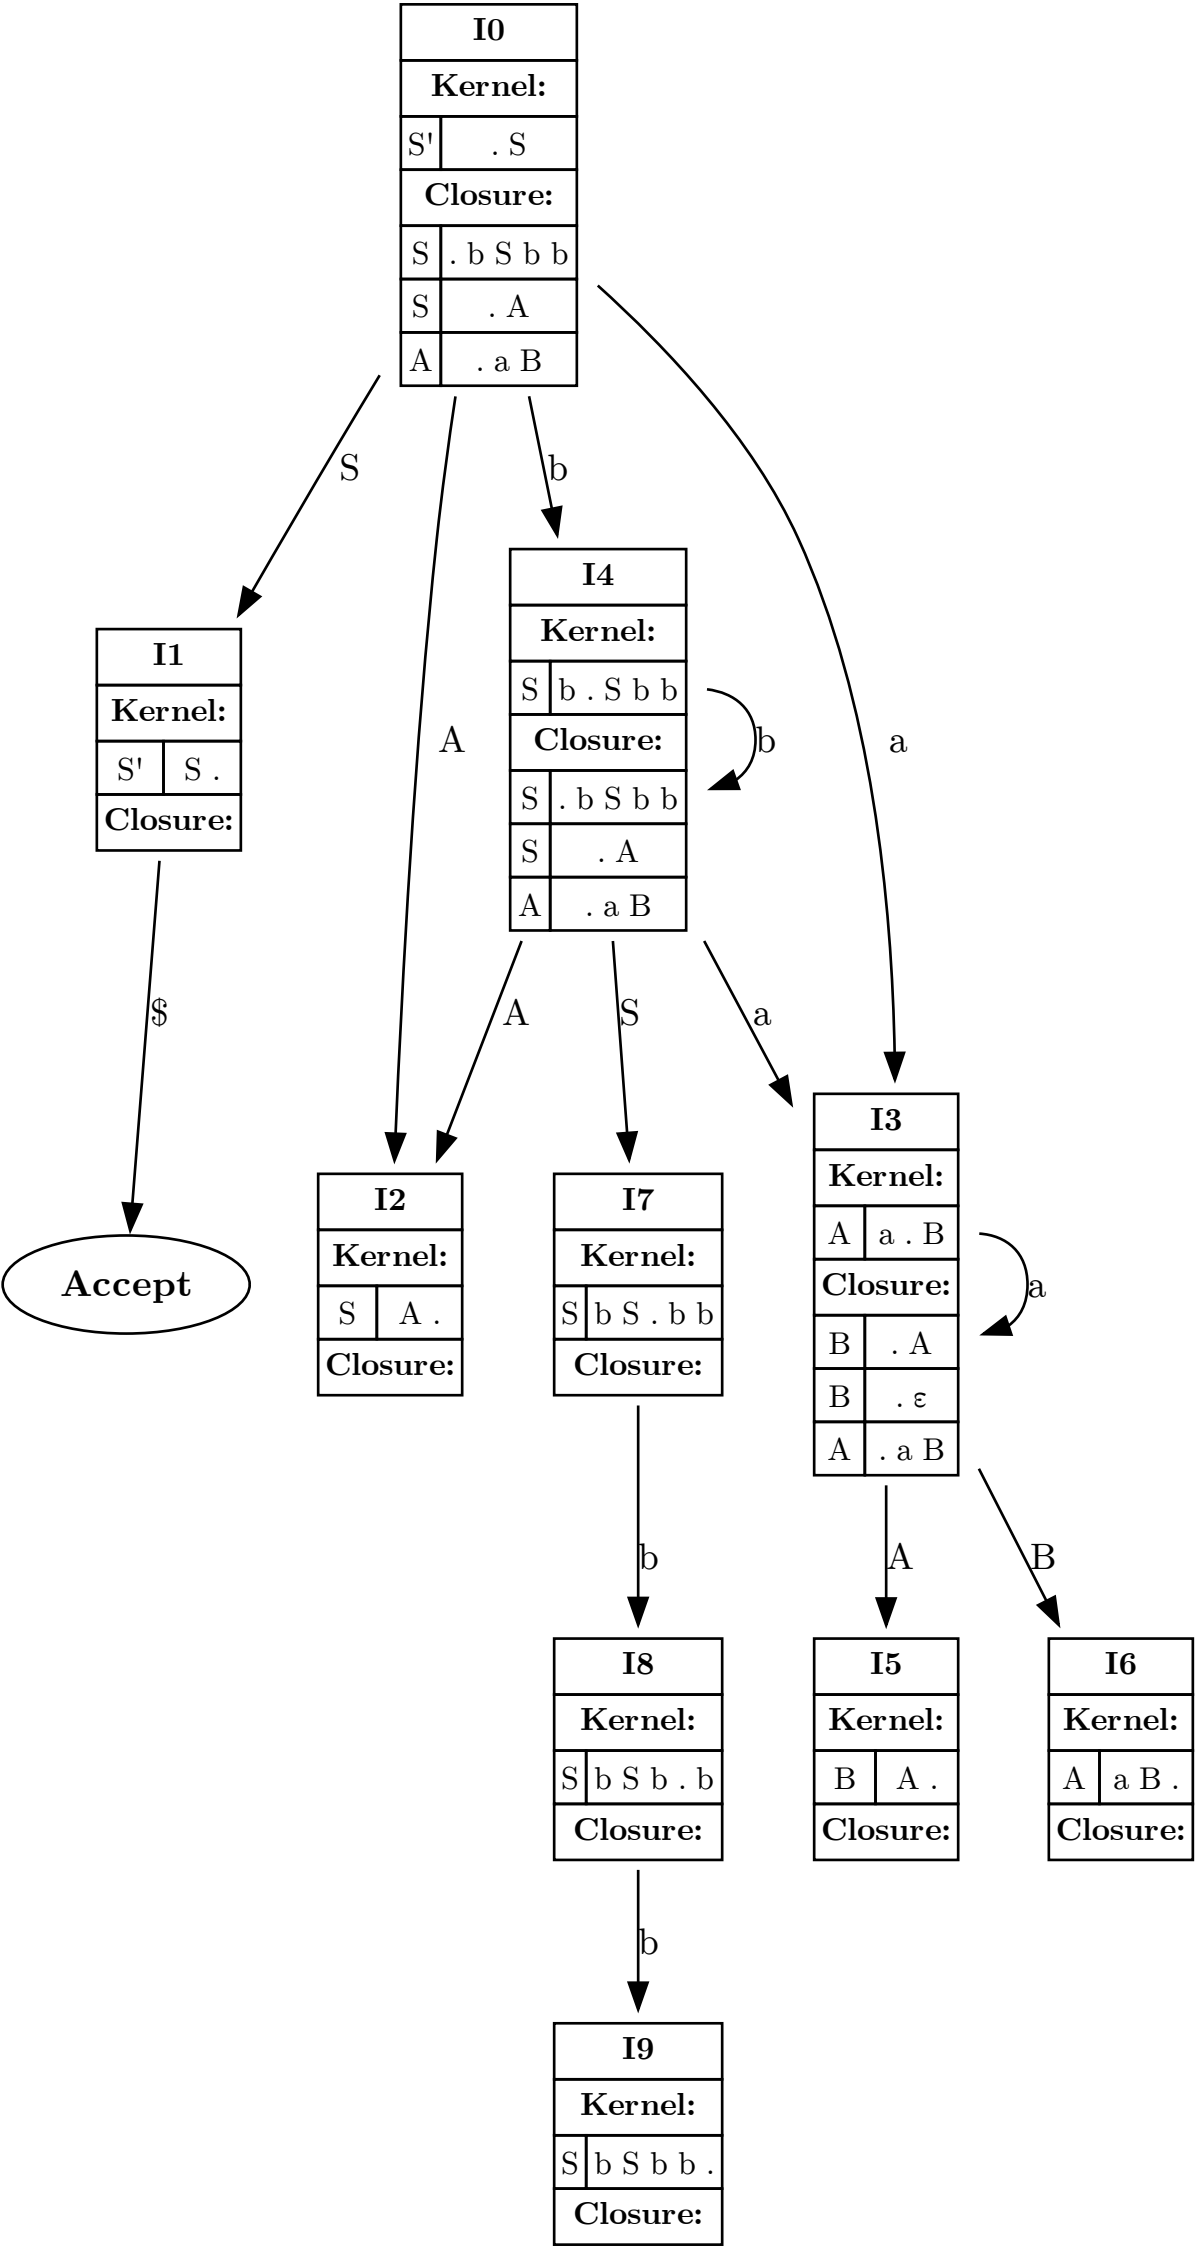 I0
Kernel:
S' . S
Closure:
S . b S b b
S . A
A . a B
S
b
A
a
I4
Kernel:
S b . S b b
Closure:
S . b S b b
S . A
A . a B
b
I1
Kernel:
S' S .
Closure:
$
A
S
a
Accept
I2
Kernel:
S A .
Closure:
I7
Kernel:
S b S . b b
Closure:
I3
Kernel:
A a . B
Closure:
B . A
B . ε
A . a B
a
b
A
B
I8
Kernel:
S b S b . b
Closure:
I5
Kernel:
B A .
Closure:
I6
Kernel:
A a B .
Closure:
b
I9
Kernel:
S b S b b .
Closure: